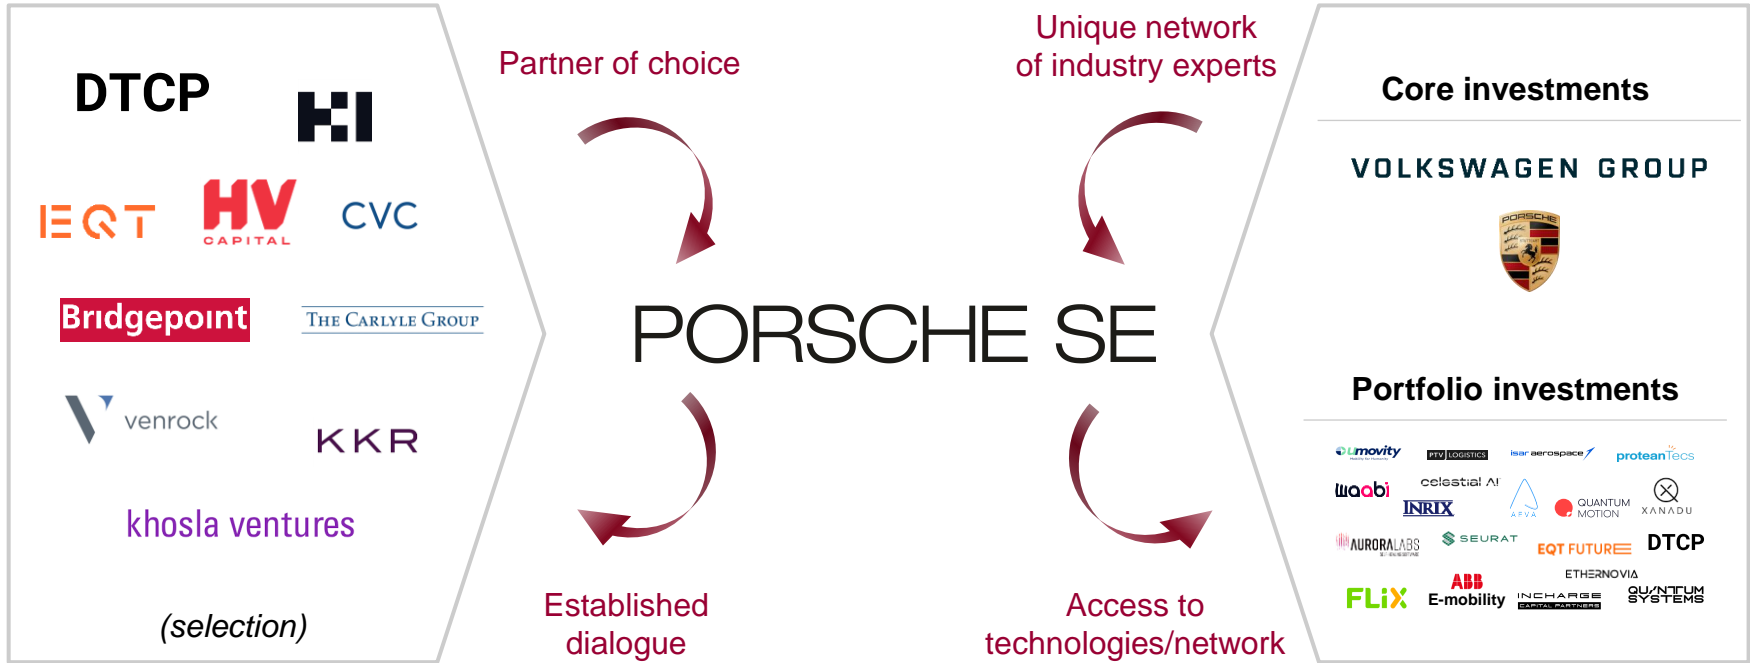 DTCP
EQT
HV
CAPITAL
CVC
Bridgepoint
THE CARLYLE GROUP
venrock
KKR
khosla ventures
(selection)
Partner of choice
Established
dialogue
PORSCHE SE
Unique network
of industry experts
Access to
technologies/network
Core investments
VOLKSWAGEN GROUP
PORSCHE
Portfolio investments
umovity
PTV LOGISTICS
isar aerospace
proteanTecs
waabi
celestial AI
INRIX
AEVA
QUANTUM
MOTION
XANADU
AURORALABS
SEURAT
EQT FUTURE
DTCP
FLiX
ABB
E-mobility
ETHERNOVIA
INCHARGE
CAPITAL PARTNERS
QUANTUM
SYSTEMS